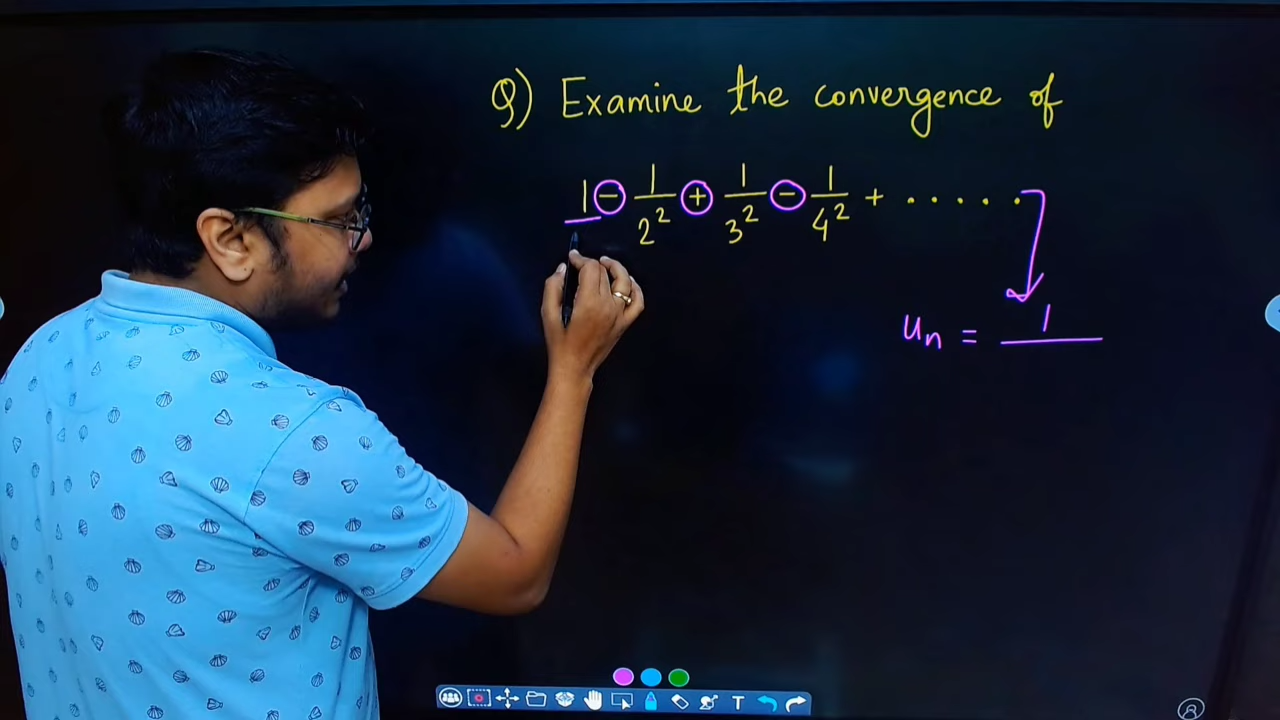 Q) Examine the convergence of
1 - 1/2² + 1/3² - 1/4² + .....
uₙ = 1/
T